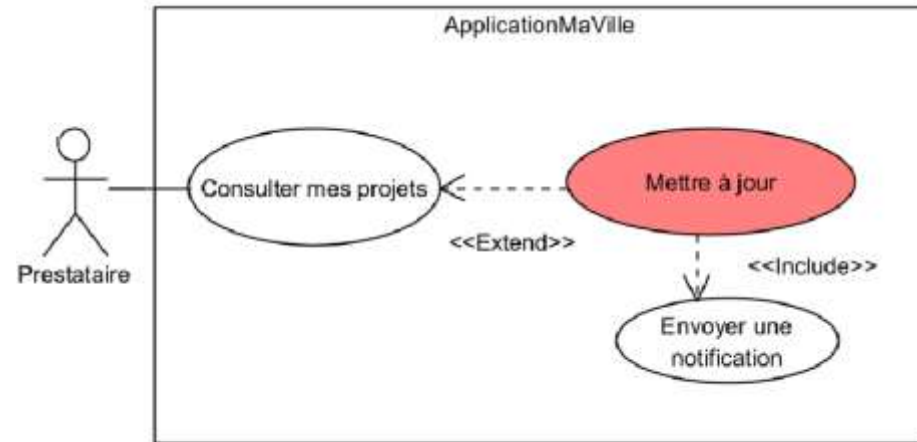 ApplicationMaVille
Consulter mes projets
Mettre à jour
<<Extend>>
<<Include>>
Prestataire
Envoyer une
notification